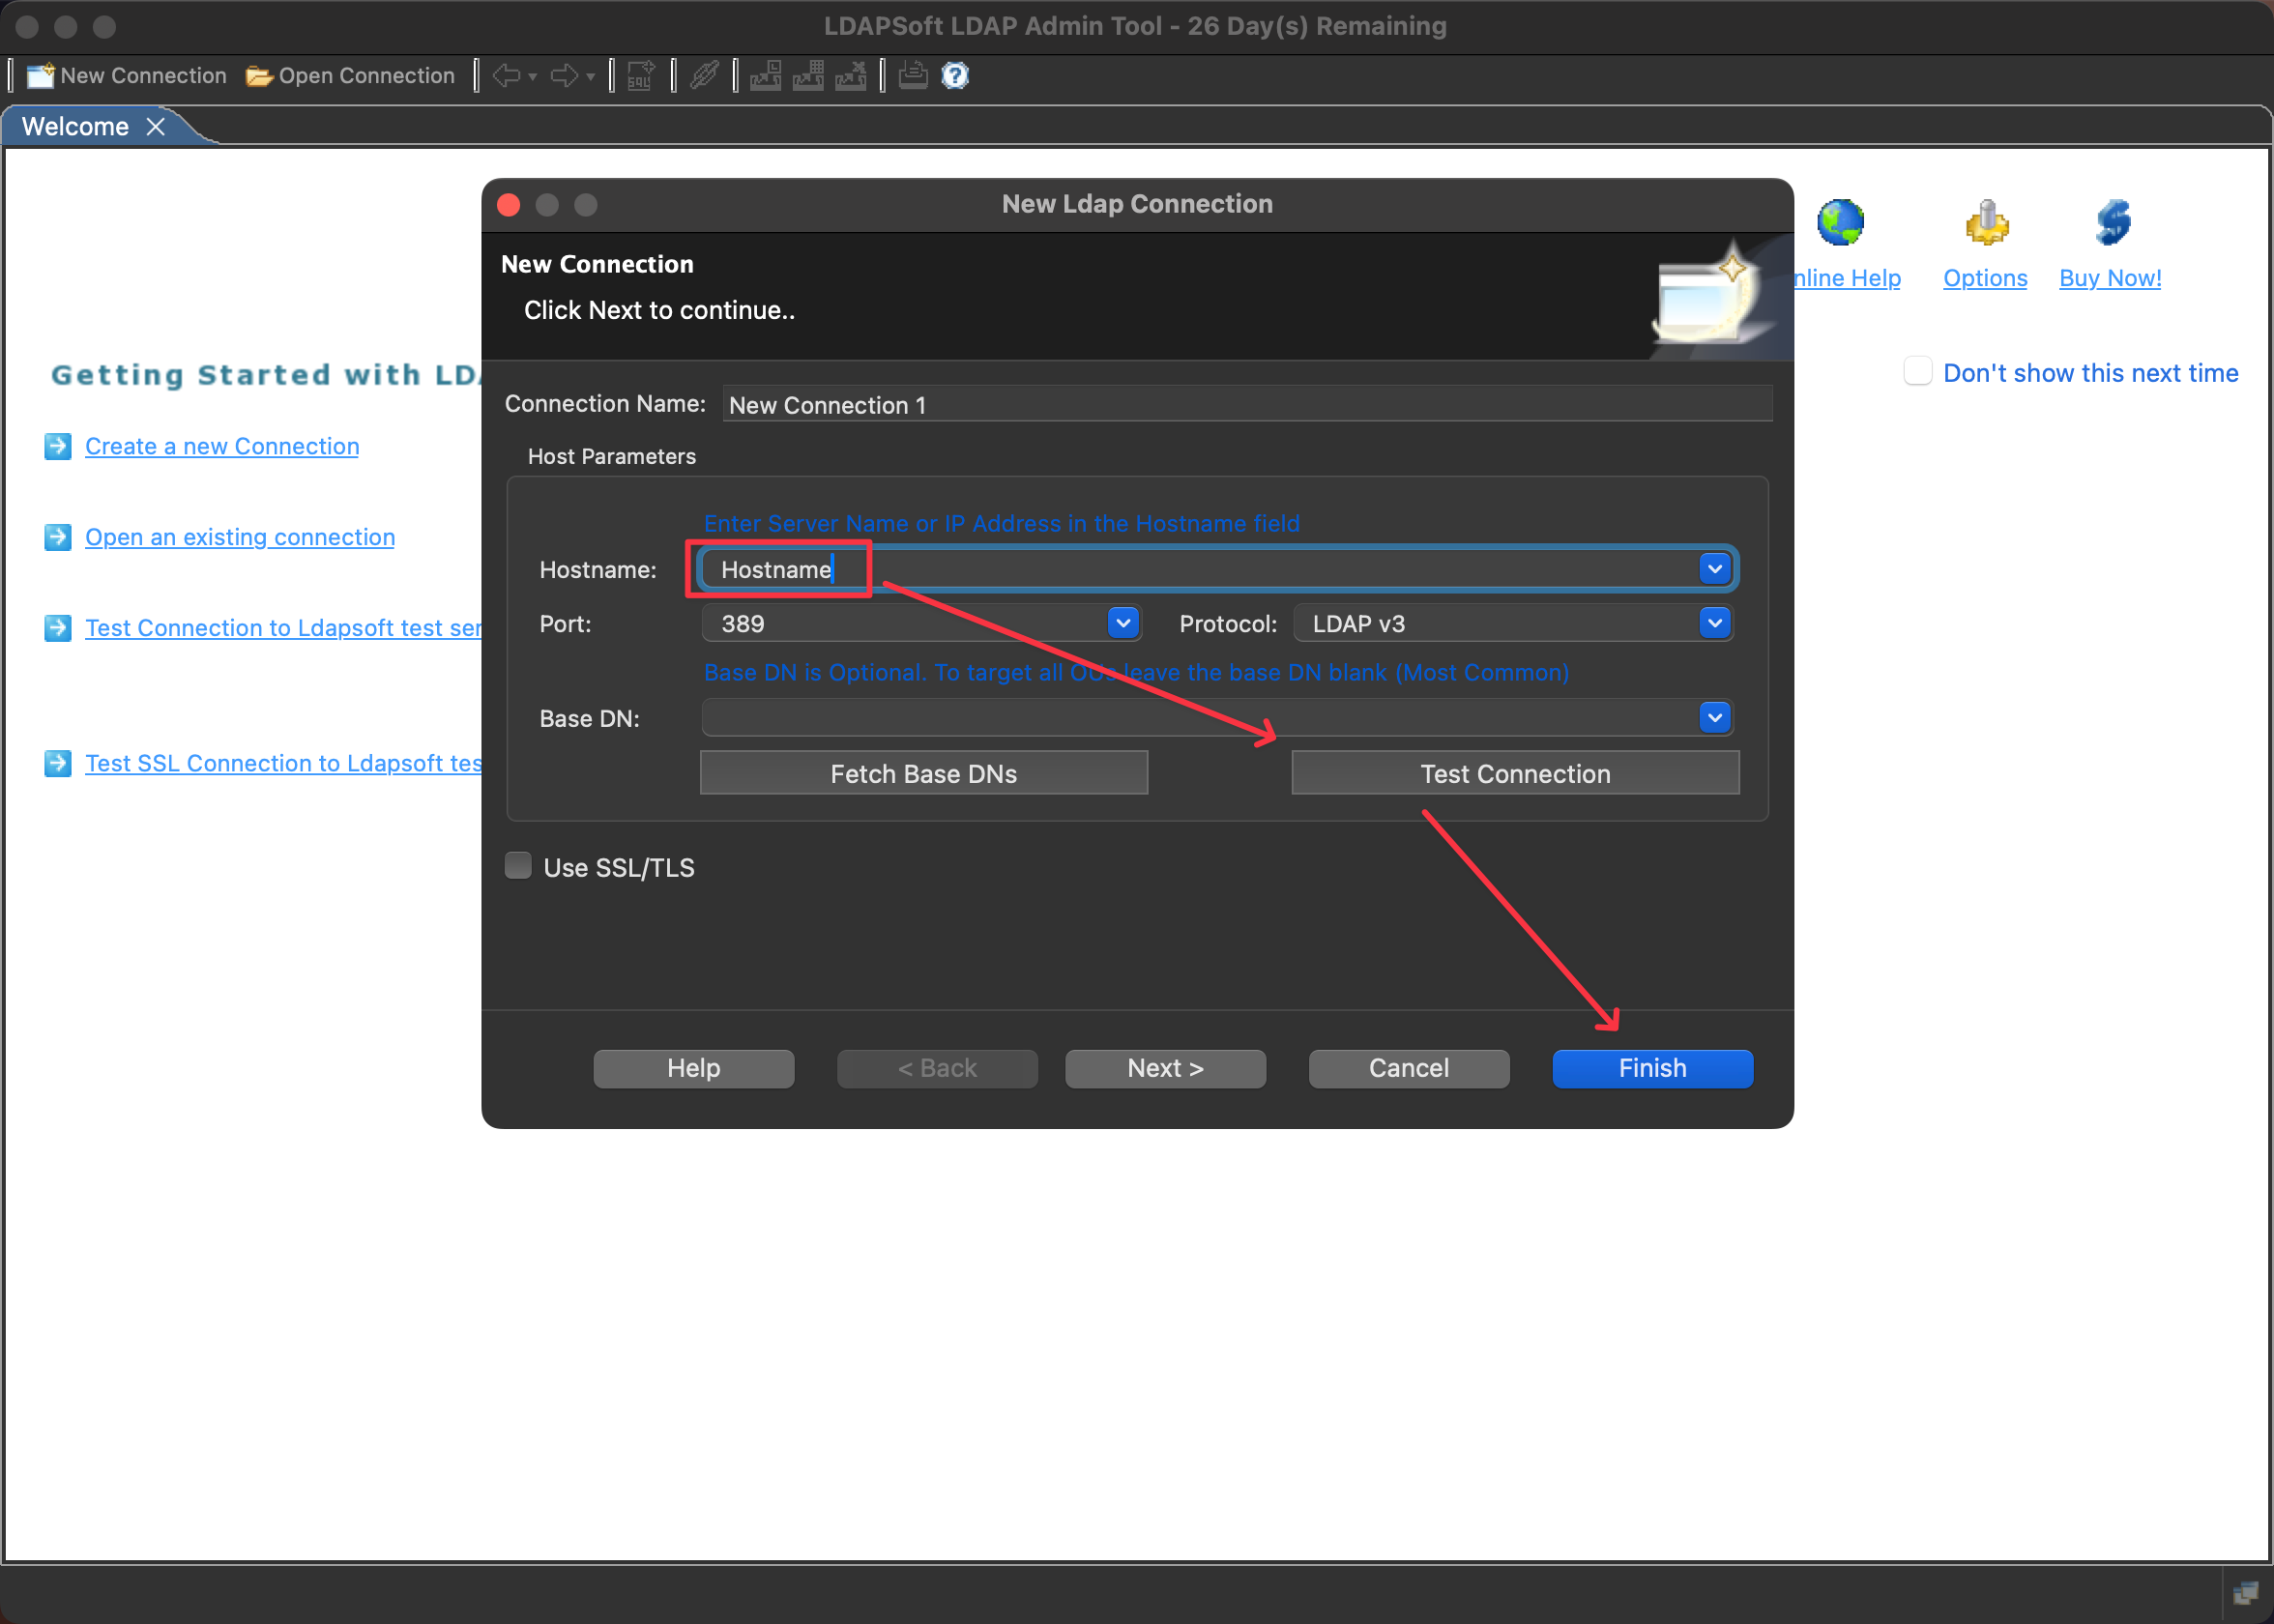 LDAPSoft LDAP Admin Tool - 26 Day(s) Remaining
New Connection Open Connection
Welcome
New Ldap Connection
New Connection
Click Next to continue..
nline Help Options Buy Now!
Getting Started with LDA
Don't show this next time
Connection Name: New Connection 1
Create a new Connection
Host Parameters
Enter Server Name or IP Address in the Hostname field
Open an existing connection
Hostname: Hostname
Test Connection to Ldapsoft test ser
Port: 389 Protocol: LDAP v3
Base DN is Optional. To target all OUs leave the base DN blank (Most Common)
Base DN:
Test SSL Connection to Ldapsoft tes
Fetch Base DNs Test Connection
Use SSL/TLS
Help < Back Next > Cancel Finish